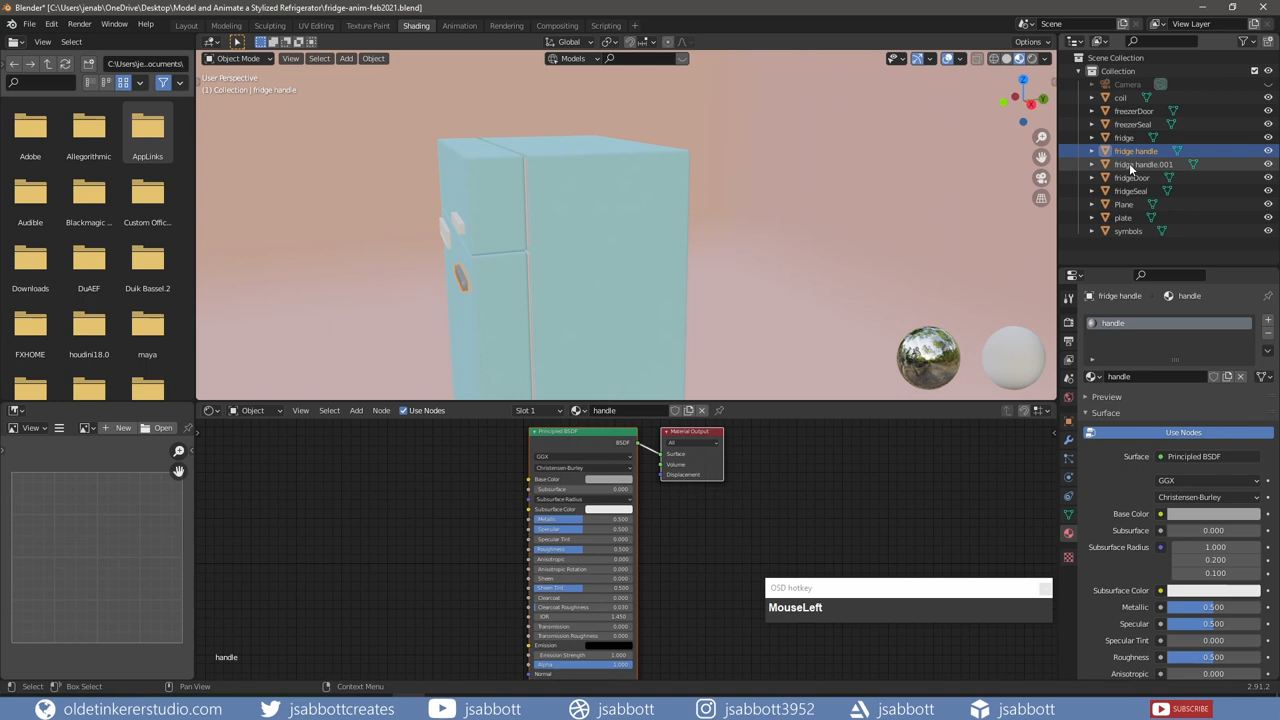 Blender* [C:\Users\jenab\OneDrive\Desktop\Model and Animate a Stylized Refrigerator\fridge-anim-feb2021.blend]
File Edit Render Window Help Layout Modeling Sculpting UV Editing Texture Paint Shading Animation Rendering Compositing Scripting Scene View Layer
View Select Global Options
C:\Users\je...ocuments\ Object Mode View Select Add Object Models
User Perspective
(1) Collection | fridge handle
Scene Collection
Collection
Camera
coil
freezerDoor
freezerSeal
fridge
fridge handle
fridge handle.001
fridgeDoor
fridgeSeal
Plane
plate
symbols
Adobe Allegorithmic AppLinks
Audible Blackmagic ... Custom Offic...
Downloads DuAEF Duik Bassel.2
FXHOME houdini18.0 maya
X Y Z
fridge handle handle
handle
handle
Preview
Surface
Use Nodes
Surface Principled BSDF
GGX
Christensen-Burley
Base Color
Subsurface 0.000
Subsurface Radius 1.000
0.200
0.100
Subsurface Color
Metallic 0.500
Specular 0.500
Specular Tint 0.000
Roughness 0.500
Anisotropic 0.000
View New Open
Object View Select Add Node Use Nodes Slot 1 handle
Principled BSDF
BSDF
GGX
Christensen-Burley
Base Color
Subsurface 0.000
Subsurface Radius
Subsurface Color
Metallic 0.500
Specular 0.500
Specular Tint 0.000
Roughness 0.500
Anisotropic 0.000
Anisotropic Rotation 0.000
Sheen 0.000
Sheen Tint 0.500
Clearcoat 0.000
Clearcoat Roughness 0.030
IOR 1.450
Transmission 0.000
Transmission Roughness 0.000
Emission
Emission Strength 1.000
Alpha 1.000
Normal
Material Output
All
Surface
Volume
Displacement
OSD hotkey
MouseLeft
handle
Select Box Select Pan View Context Menu 2.91.2
oldetinkererstudio.com jsabbottcreates jsabbott jsabbott jsabbott3952 jsabbott jsabbott SUBSCRIBE